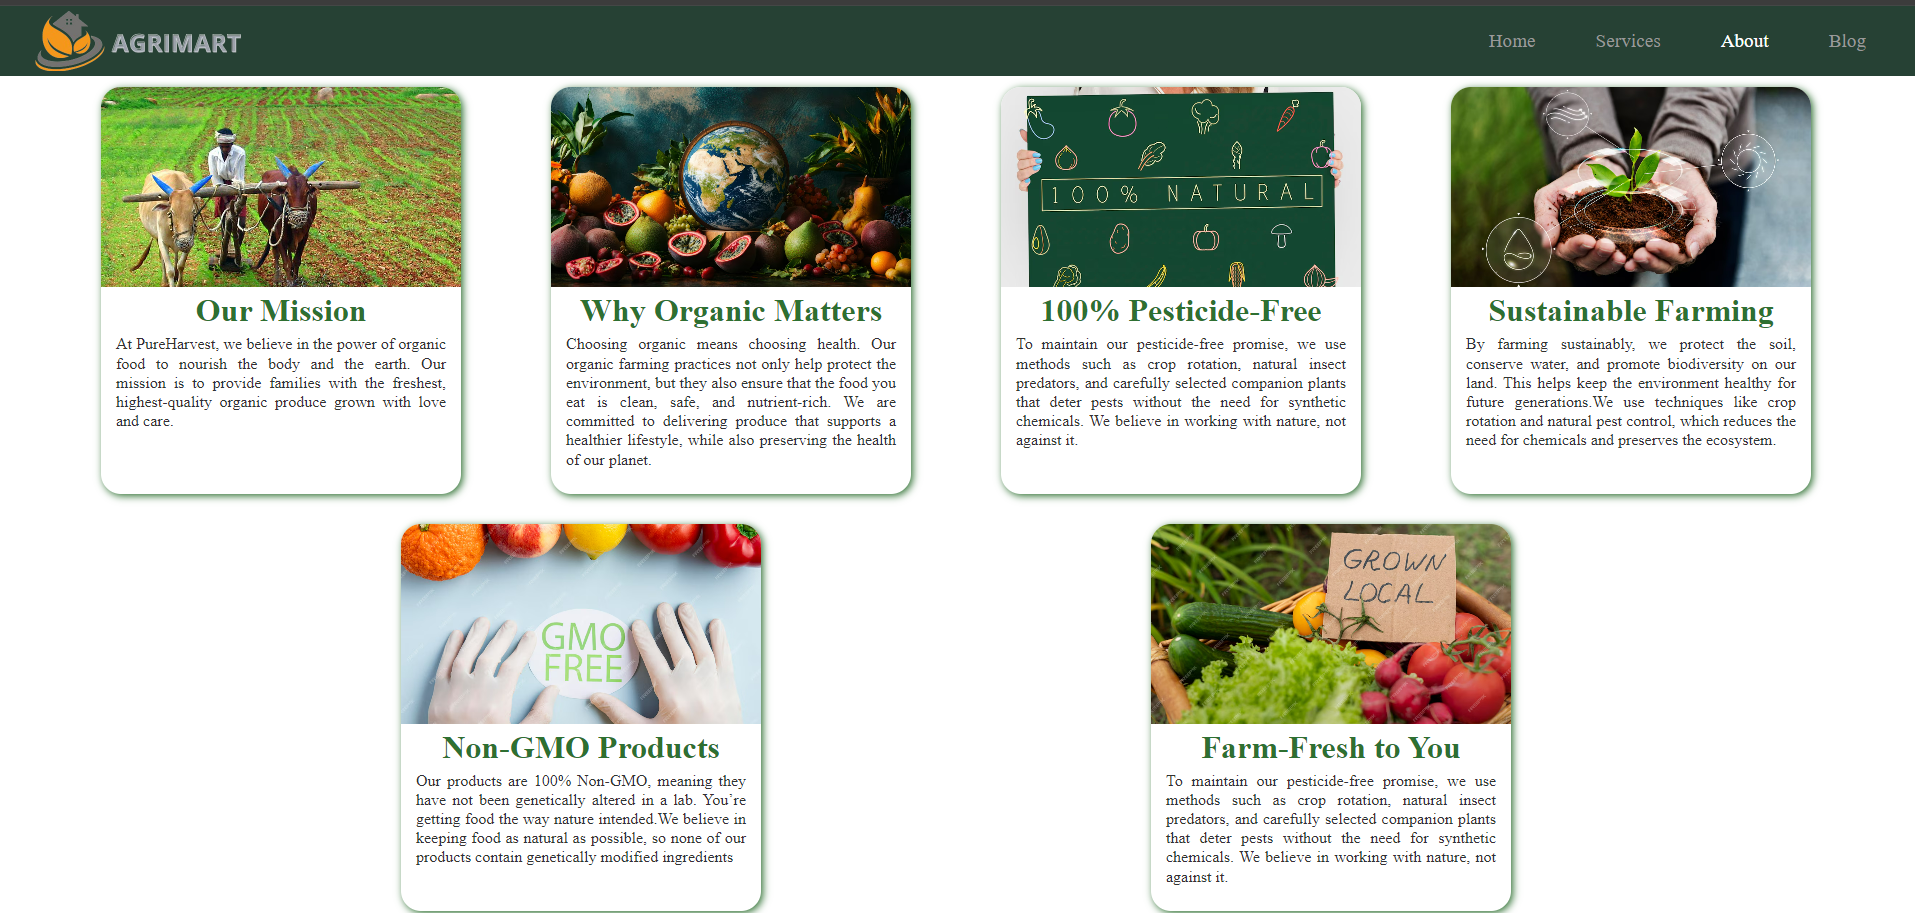 AGRIMART
Home Services About Blog
100% NATURAL
Our Mission
At PureHarvest, we believe in the power of organic
food to nourish the body and the earth. Our
mission is to provide families with the freshest,
highest-quality organic produce grown with love
and care.
Why Organic Matters
Choosing organic means choosing health. Our
organic farming practices not only help protect the
environment, but they also ensure that the food you
eat is clean, safe, and nutrient-rich. We are
committed to delivering produce that supports a
healthier lifestyle, while also preserving the health
of our planet.
100% Pesticide-Free
To maintain our pesticide-free promise, we use
methods such as crop rotation, natural insect
predators, and carefully selected companion plants
that deter pests without the need for synthetic
chemicals. We believe in working with nature, not
against it.
Sustainable Farming
By farming sustainably, we protect the soil,
conserve water, and promote biodiversity on our
land. This helps keep the environment healthy for
future generations.We use techniques like crop
rotation and natural pest control, which reduces the
need for chemicals and preserves the ecosystem.
GMO
FREE
Non-GMO Products
Our products are 100% Non-GMO, meaning they
have not been genetically altered in a lab. You’re
getting food the way nature intended.We believe in
keeping food as natural as possible, so none of our
products contain genetically modified ingredients
GROWN
LOCAL
Farm-Fresh to You
To maintain our pesticide-free promise, we use
methods such as crop rotation, natural insect
predators, and carefully selected companion plants
that deter pests without the need for synthetic
chemicals. We believe in working with nature, not
against it.